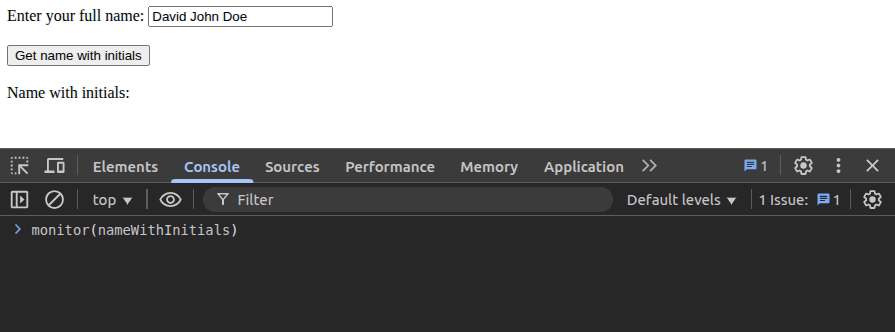 Enter your full name: David John Doe
Get name with initials
Name with initials:
Elements Console Sources Performance Memory Application 1
top Filter Default levels 1 Issue: 1
monitor(nameWithInitials)